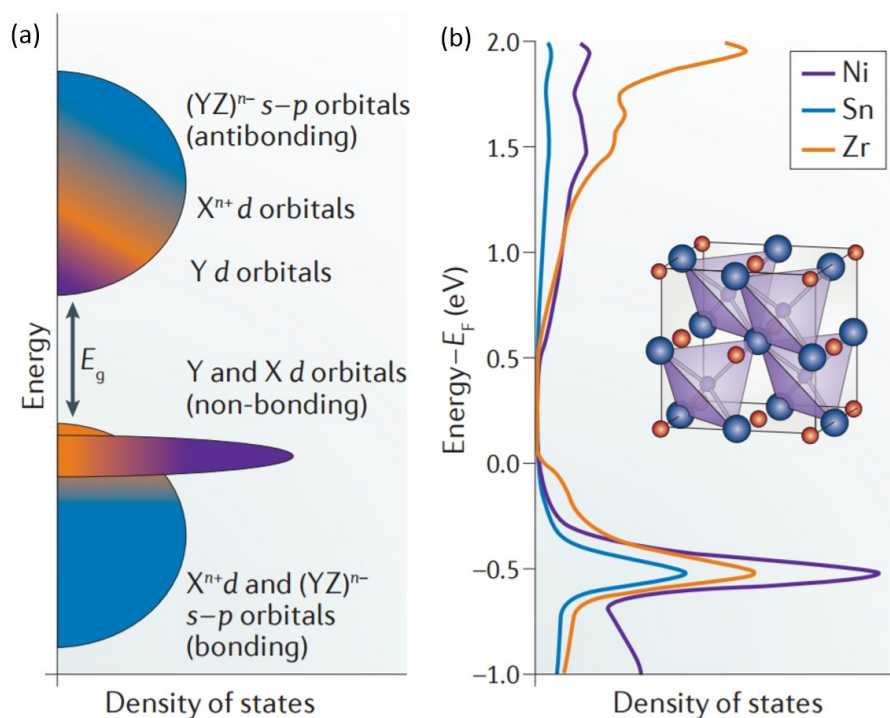 (a)
(YZ)ⁿ⁻ s–p orbitals
(antibonding)
Xⁿ⁺ d orbitals
Y d orbitals
Energy
E_g
Y and X d orbitals
(non-bonding)
Xⁿ⁺ d and (YZ)ⁿ⁻
s–p orbitals
(bonding)
Density of states
(b)
2.0
1.5
1.0
0.5
0.0
−0.5
−1.0
Energy–E_F (eV)
Ni
Sn
Zr
Density of states